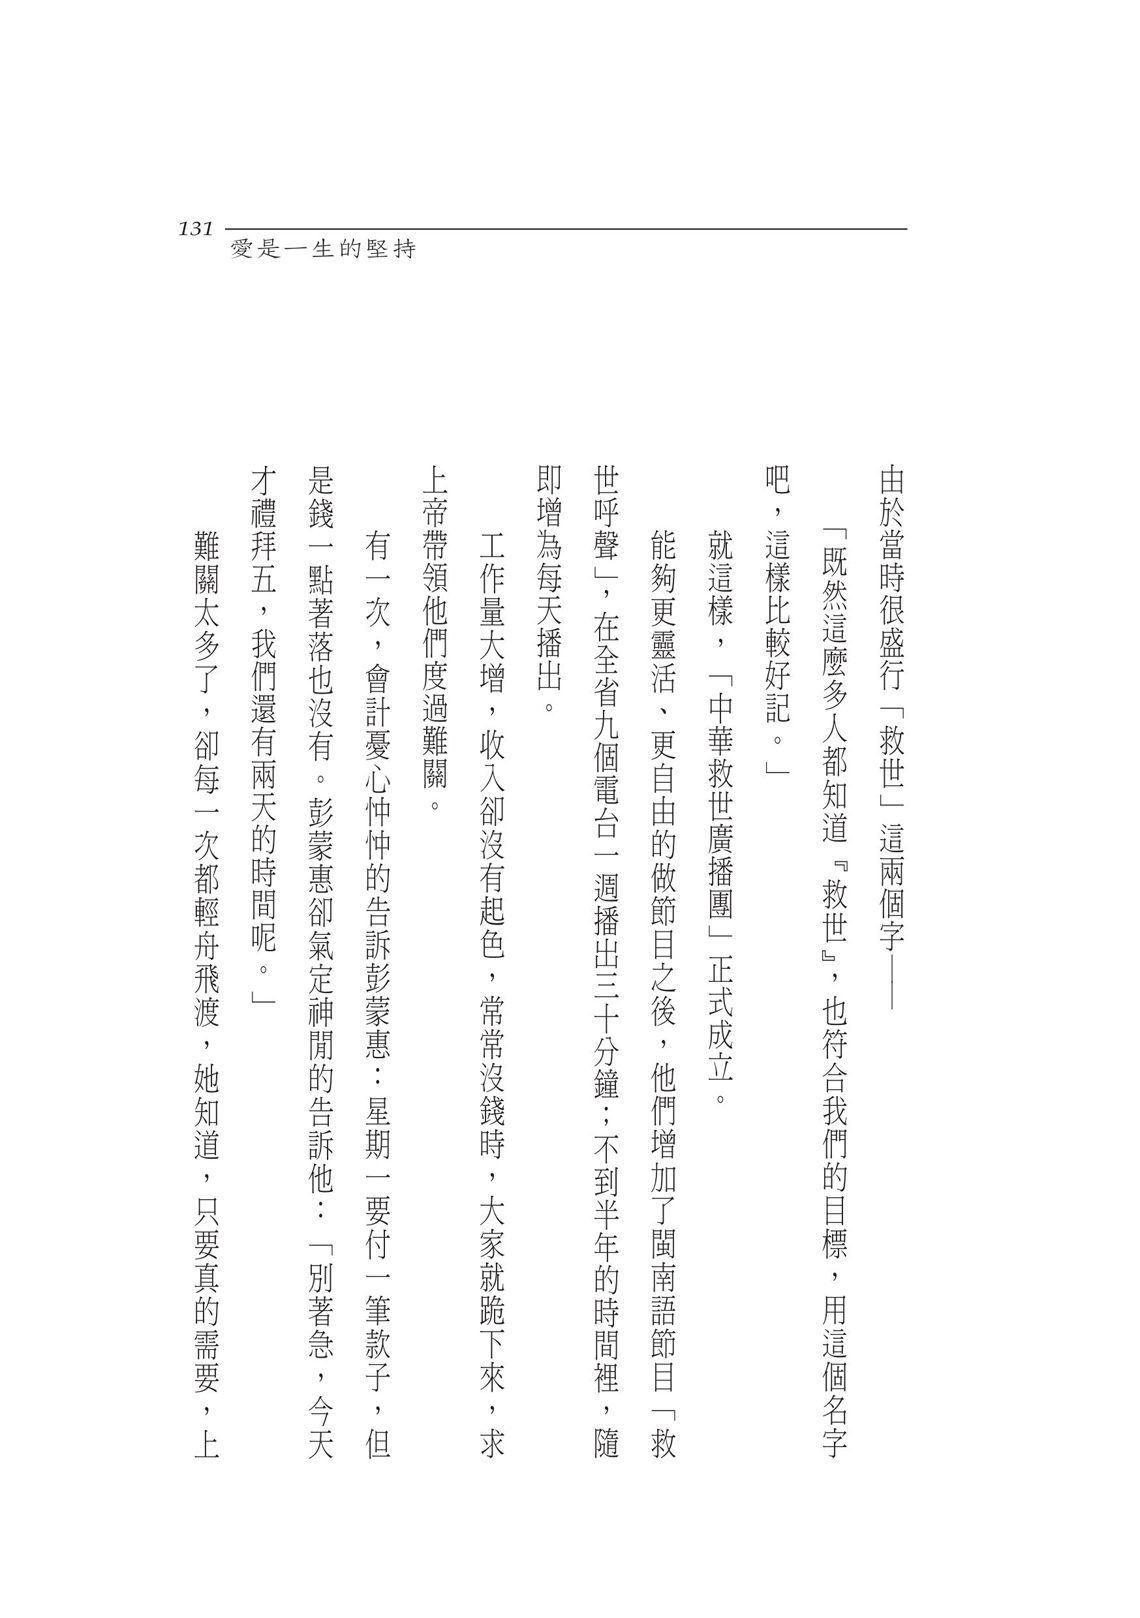 131
愛是一生的堅持
由於當時很盛行「救世」這兩個字——
「既然這麼多人都知道『救世』，也符合我們的目標，用這個名字
吧，這樣比較好記。」
就這樣，「中華救世廣播團」正式成立。
能夠更靈活、更自由的做節目之後，他們增加了閩南語節目「救
世呼聲」，在全省九個電台一週播出三十分鐘；不到半年的時間裡，隨
即增為每天播出。
工作量大增，收入卻沒有起色，常常沒錢時，大家就跪下來，求
上帝帶領他們度過難關。
有一次，會計憂心忡忡的告訴彭蒙惠：星期一要付一筆款子，但
是錢一點著落也沒有。彭蒙惠卻氣定神閒的告訴他：「別著急，今天
才禮拜五，我們還有兩天的時間呢。」
難關太多了，卻每一次都輕舟飛渡，她知道，只要真的需要，上